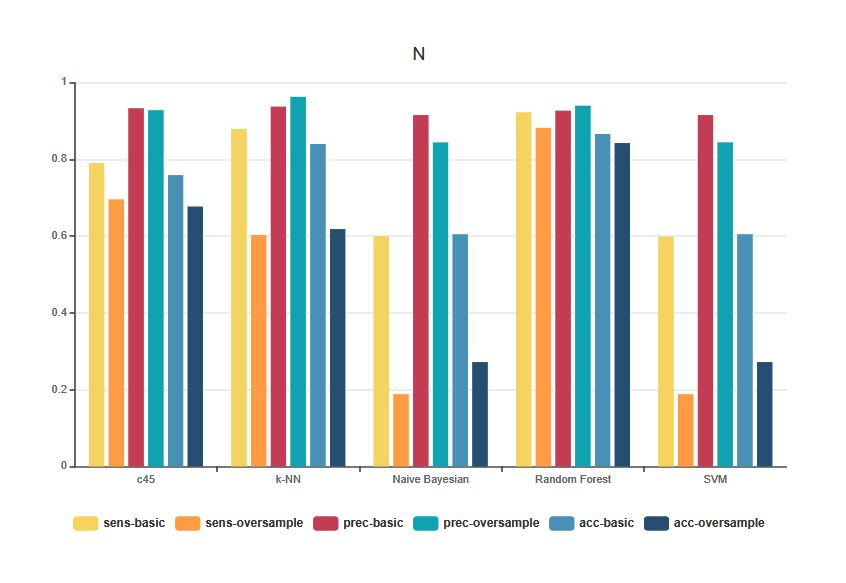 N
1
0.8
0.6
0.4
0.2
0
c45 k-NN Naive Bayesian Random Forest SVM
sens-basic sens-oversample prec-basic prec-oversample acc-basic acc-oversample